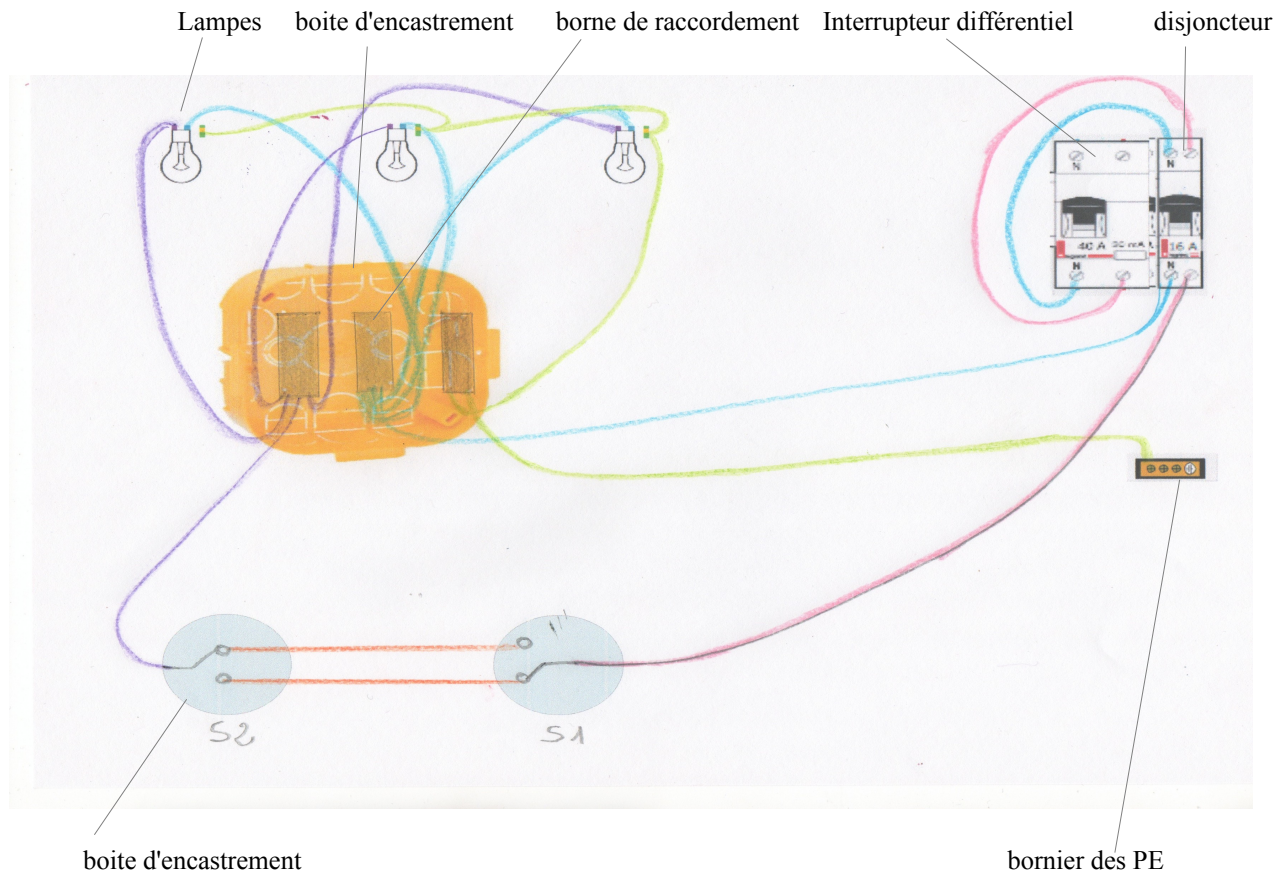 Lampes boite d'encastrement borne de raccordement Interrupteur différentiel disjoncteur
N N
40 A 30 mA 16 A
N N
S2 S1
boite d'encastrement bornier des PE